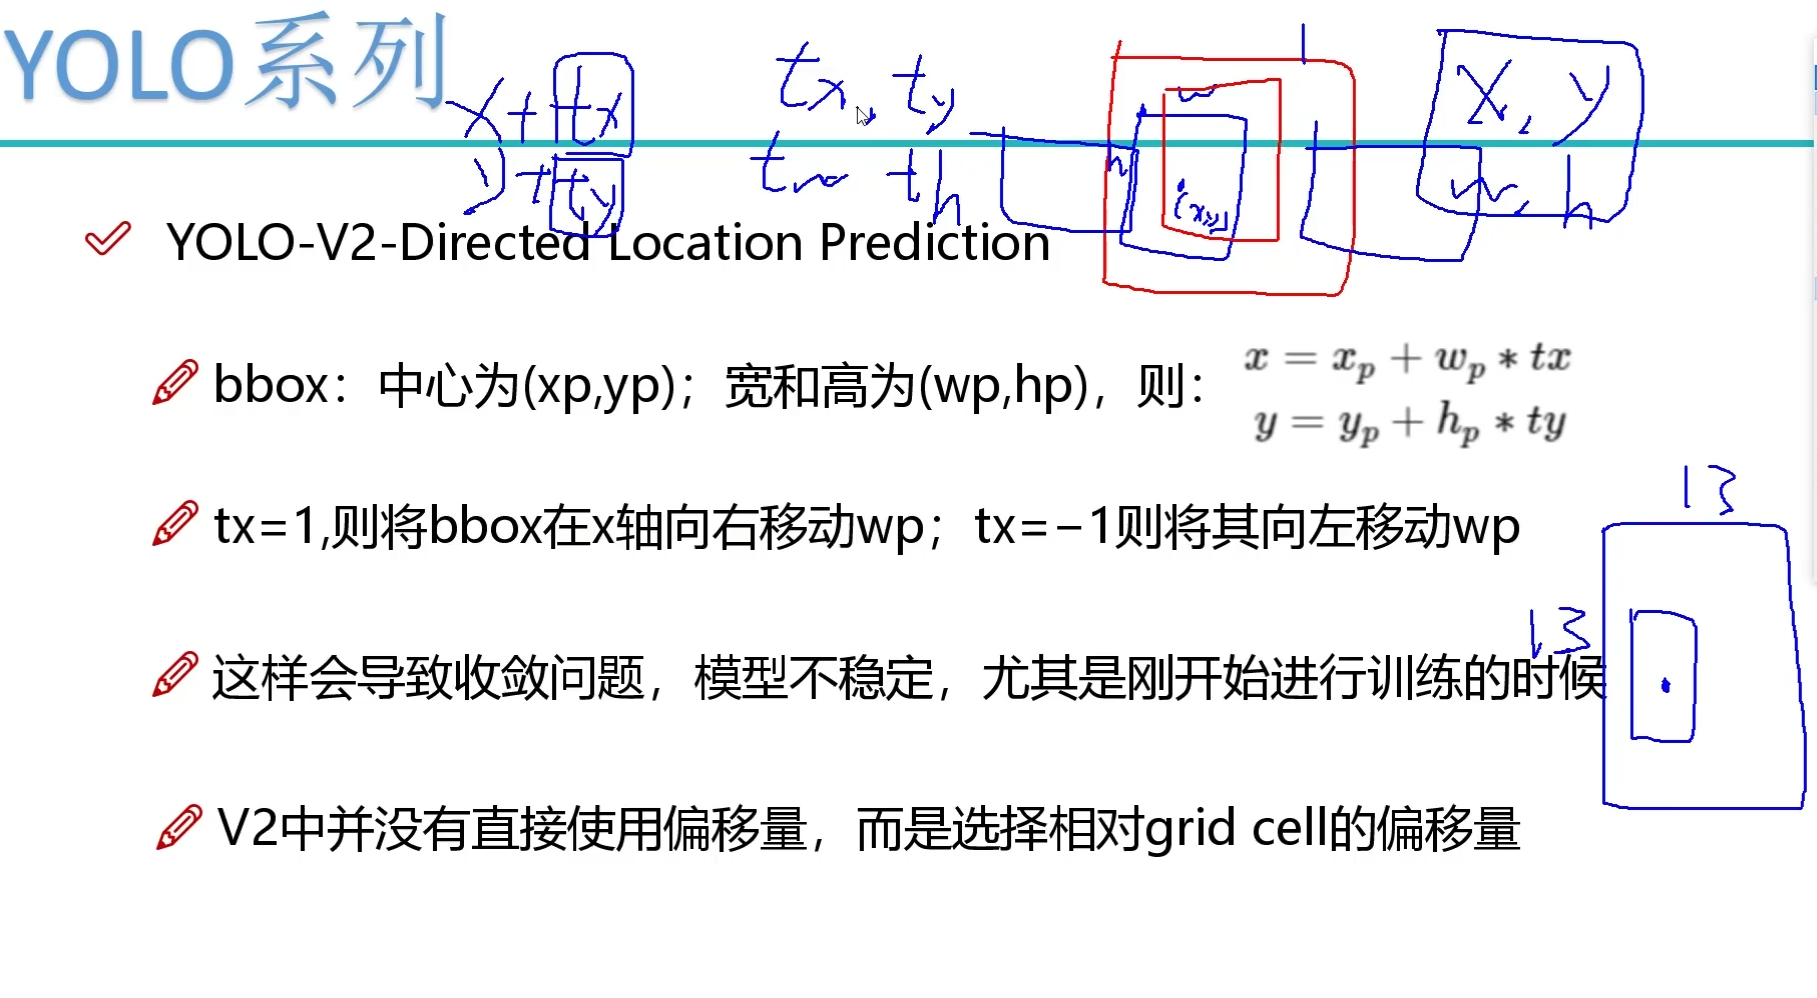 YOLO系列
x+tx
y+ty
tx, ty
tw th
w
h
(x,y)
x, y
w, h
YOLO-V2-Directed Location Prediction
bbox：中心为(xp,yp)；宽和高为(wp,hp)，则：
x = x_p + w_p * tx
y = y_p + h_p * ty
tx=1,则将bbox在x轴向右移动wp；tx=−1则将其向左移动wp
13
13
这样会导致收敛问题，模型不稳定，尤其是刚开始进行训练的时候
V2中并没有直接使用偏移量，而是选择相对grid cell的偏移量